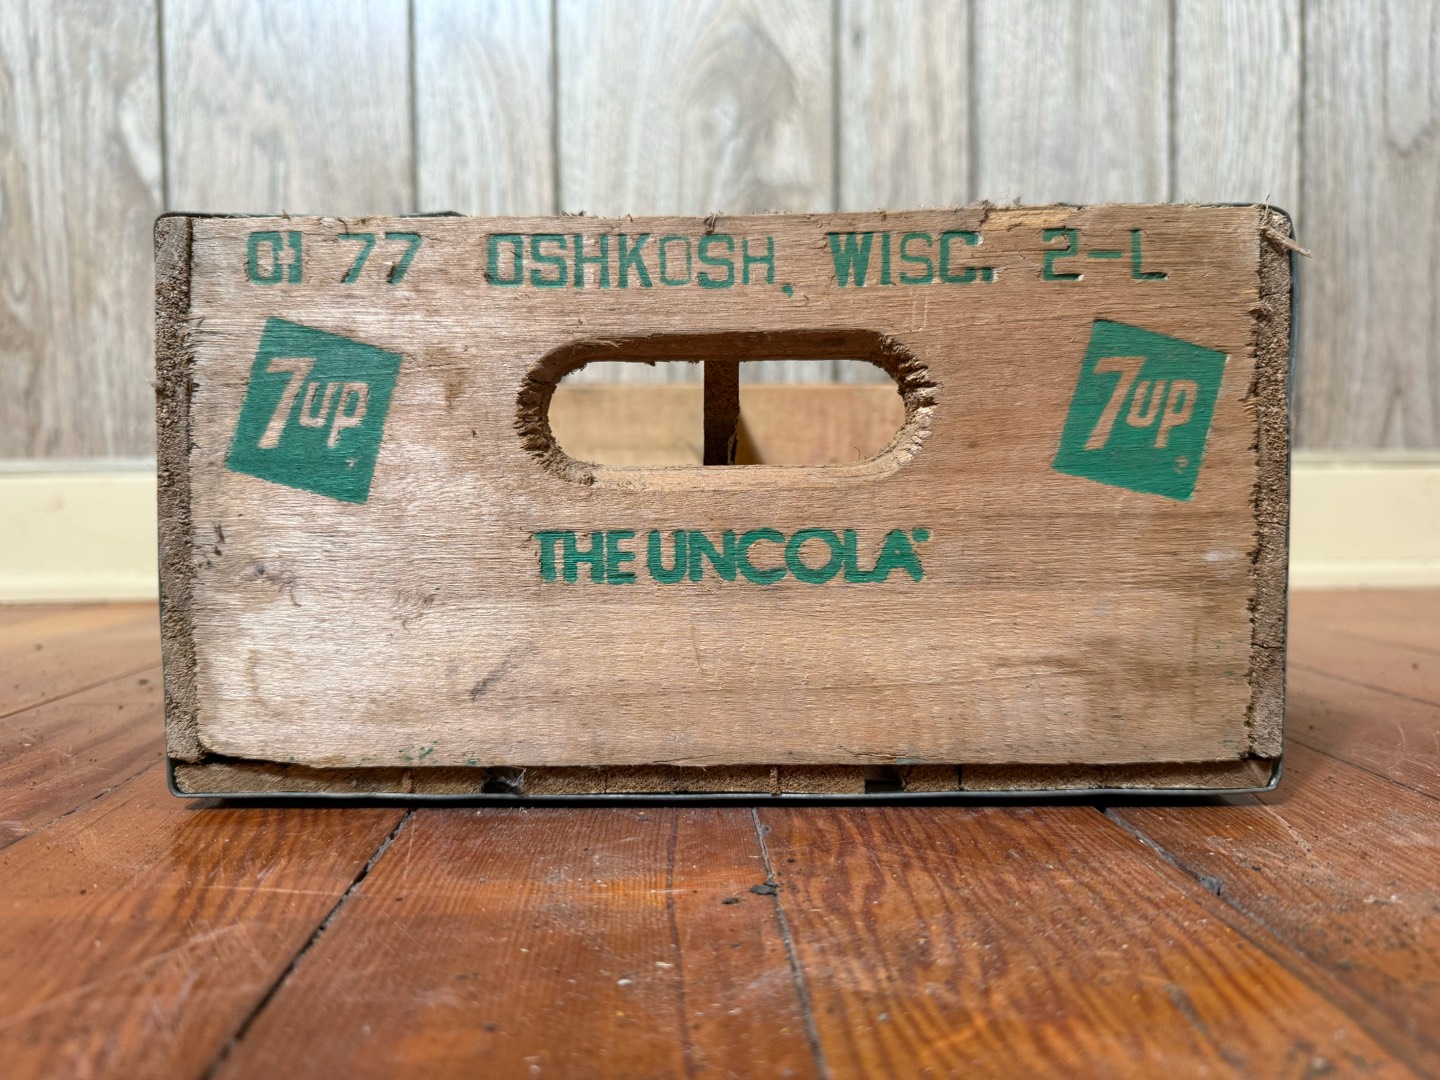 01 77 OSHKOSH, WISC. 2-L
7up
7up
THE UNCOLA